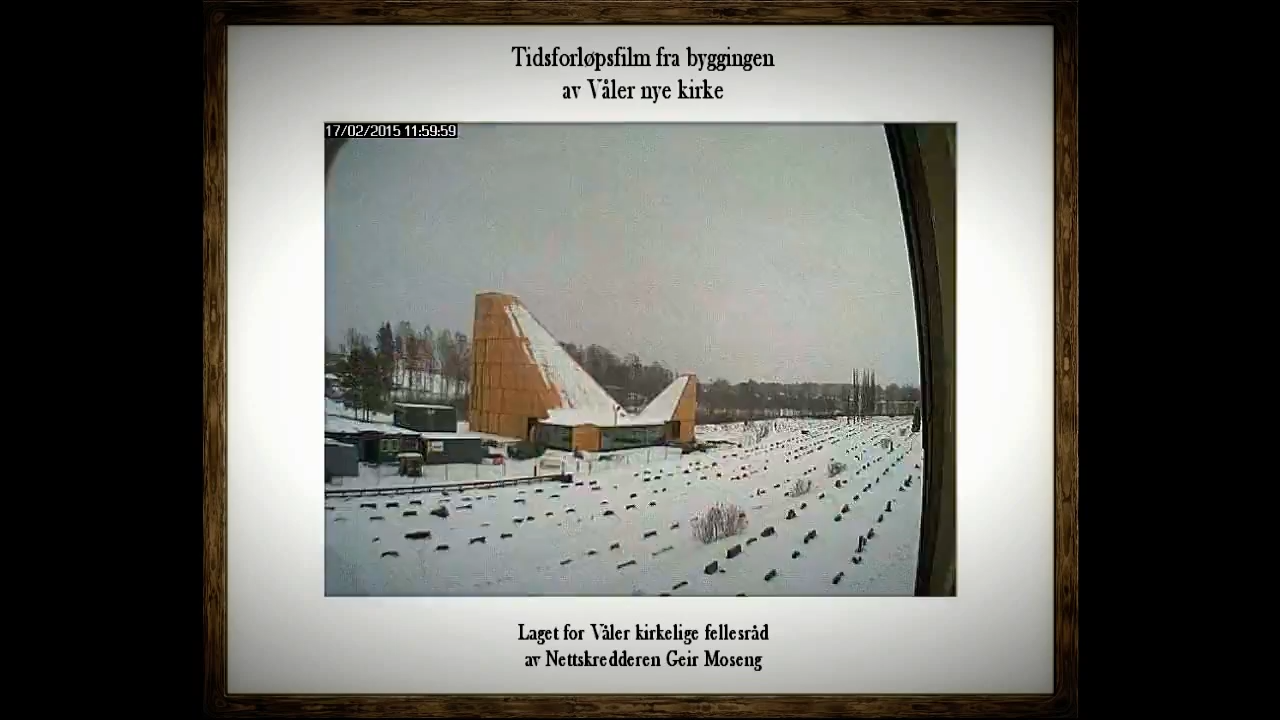 Tidsforløpsfilm fra byggingen
av Våler nye kirke
17/02/2015 11:59:59
Laget for Våler kirkelige fellesråd
av Nettskredderen Geir Moseng